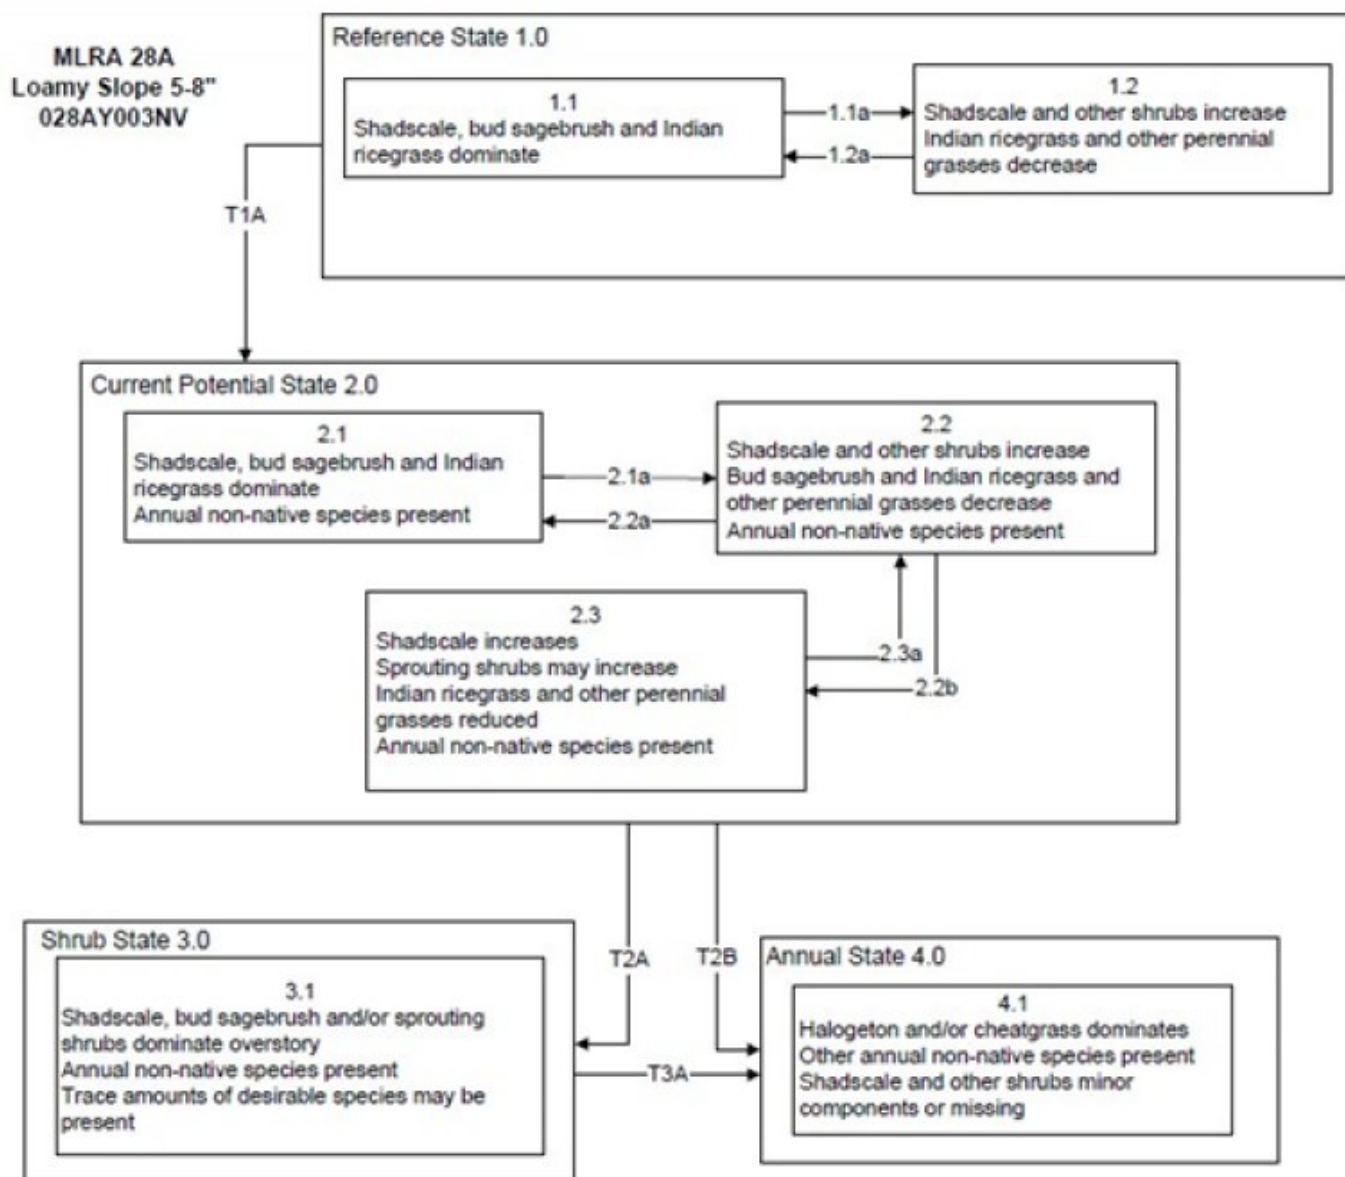 MLRA 28A
Loamy Slope 5-8"
028AY003NV
Reference State 1.0
1.1
Shadscale, bud sagebrush and Indian
ricegrass dominate
1.1a
1.2a
1.2
Shadscale and other shrubs increase
Indian ricegrass and other perennial
grasses decrease
T1A
Current Potential State 2.0
2.1
Shadscale, bud sagebrush and Indian
ricegrass dominate
Annual non-native species present
2.1a
2.2a
2.2
Shadscale and other shrubs increase
Bud sagebrush and Indian ricegrass and
other perennial grasses decrease
Annual non-native species present
2.3
Shadscale increases
Sprouting shrubs may increase
Indian ricegrass and other perennial
grasses reduced
Annual non-native species present
2.3a
2.2b
T2A
T2B
Shrub State 3.0
3.1
Shadscale, bud sagebrush and/or sprouting
shrubs dominate overstory
Annual non-native species present
Trace amounts of desirable species may be
present
T3A
Annual State 4.0
4.1
Halogeton and/or cheatgrass dominates
Other annual non-native species present
Shadscale and other shrubs minor
components or missing